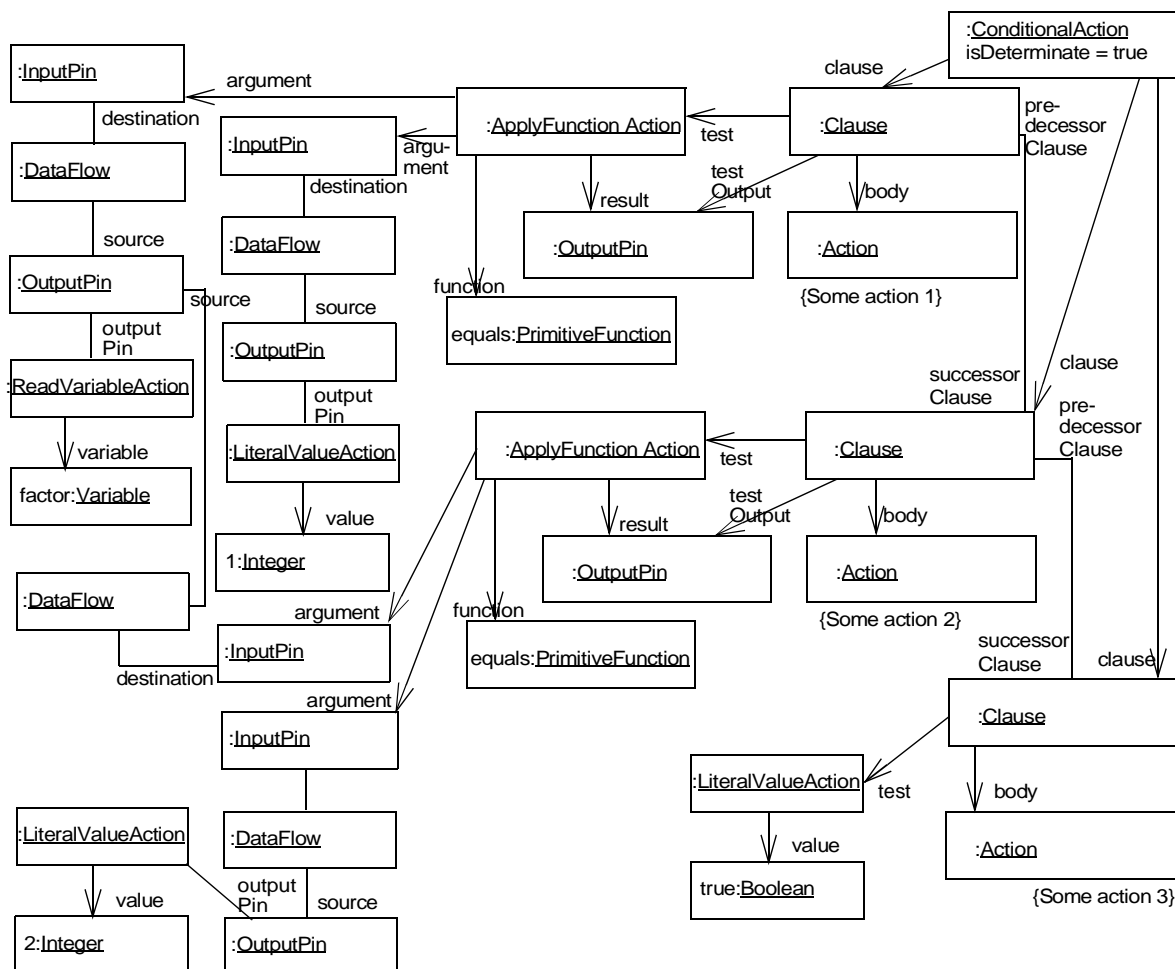 :ConditionalAction
isDeterminate = true
:InputPin
argument
clause
destination
:InputPin
argu-
ment
:ApplyFunction Action
test
:Clause
pre-
decessor
Clause
:DataFlow
destination
test
Output
result
body
source
:DataFlow
:OutputPin
:Action
{Some action 1}
:OutputPin
source
source
function
equals:PrimitiveFunction
output
Pin
:OutputPin
:ReadVariableAction
output
Pin
successor
Clause
clause
pre-
decessor
Clause
variable
:LiteralValueAction
:ApplyFunction Action
test
:Clause
factor:Variable
value
result
test
Output
body
1:Integer
:OutputPin
:Action
{Some action 2}
:DataFlow
argument
function
destination
:InputPin
equals:PrimitiveFunction
successor
Clause
clause
argument
:InputPin
:Clause
:LiteralValueAction
test
body
:LiteralValueAction
:DataFlow
value
:Action
{Some action 3}
value
output
Pin
source
true:Boolean
2:Integer
:OutputPin